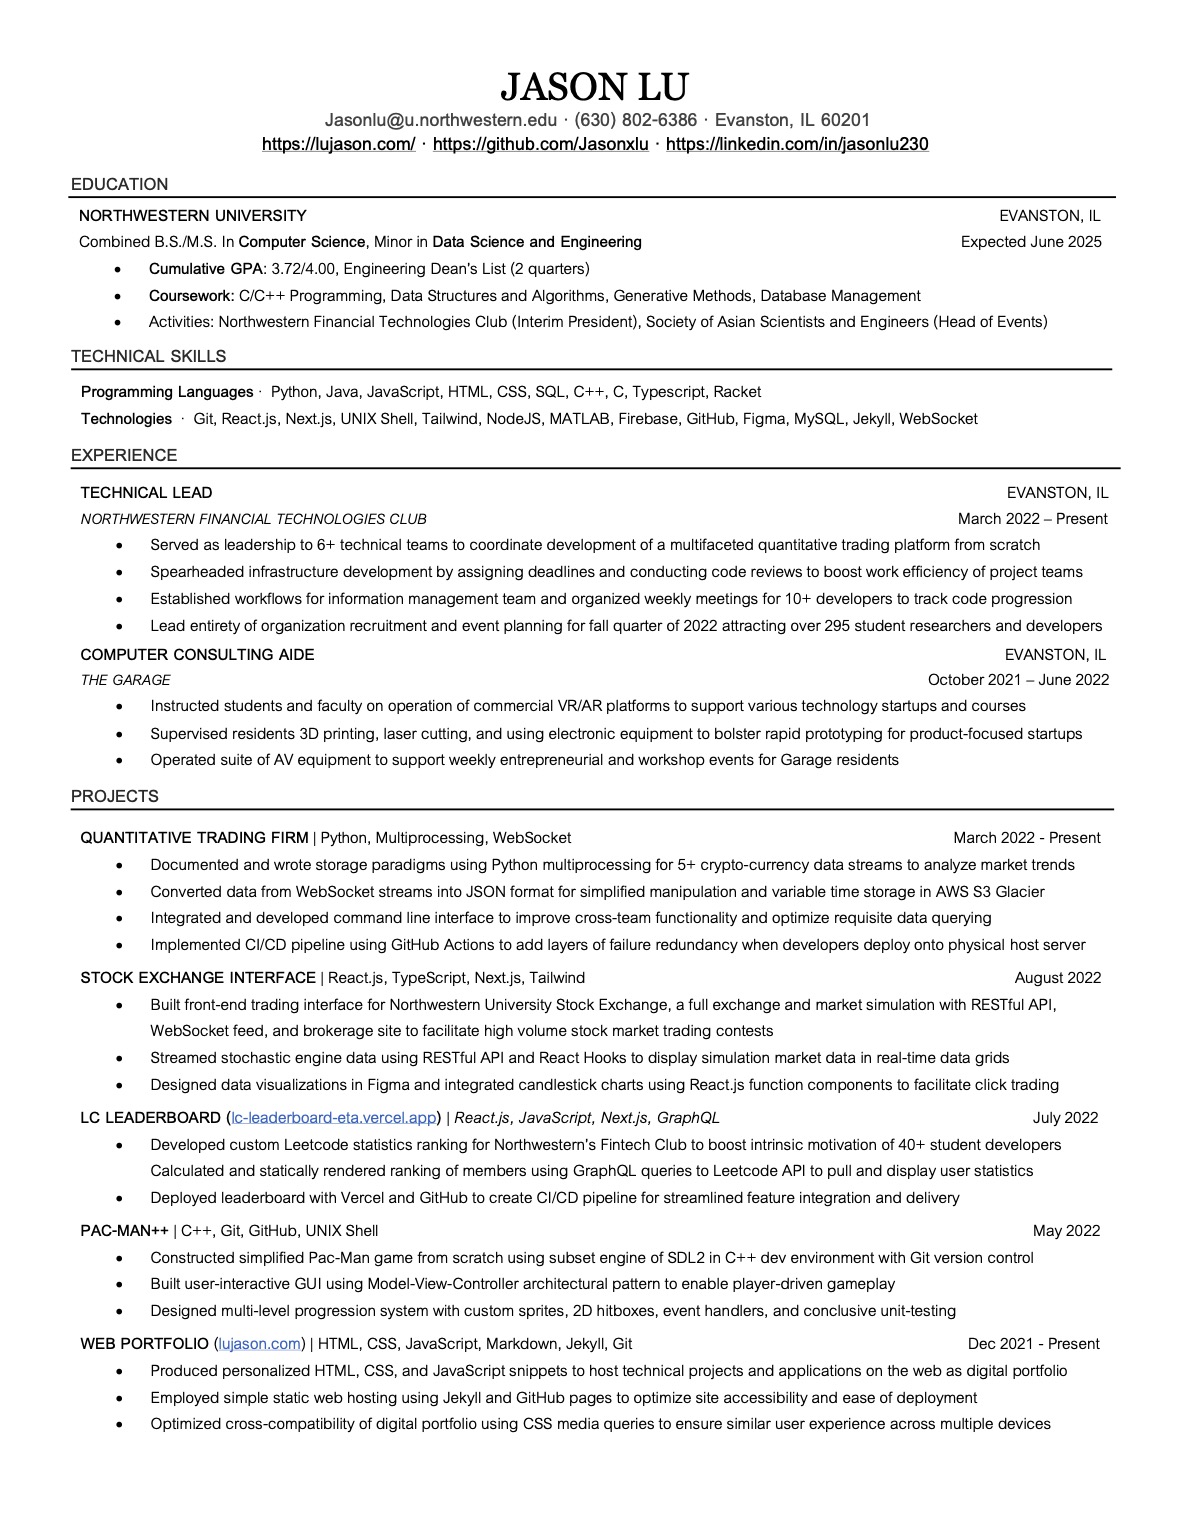 JASON LU
Jasonlu@u.northwestern.edu · (630) 802-6386 · Evanston, IL 60201
https://lujason.com/ · https://github.com/Jasonxlu · https://linkedin.com/in/jasonlu230
EDUCATION
NORTHWESTERN UNIVERSITY EVANSTON, IL
Combined B.S./M.S. In Computer Science, Minor in Data Science and Engineering Expected June 2025
• Cumulative GPA: 3.72/4.00, Engineering Dean's List (2 quarters)
• Coursework: C/C++ Programming, Data Structures and Algorithms, Generative Methods, Database Management
• Activities: Northwestern Financial Technologies Club (Interim President), Society of Asian Scientists and Engineers (Head of Events)
TECHNICAL SKILLS
Programming Languages · Python, Java, JavaScript, HTML, CSS, SQL, C++, C, Typescript, Racket
Technologies · Git, React.js, Next.js, UNIX Shell, Tailwind, NodeJS, MATLAB, Firebase, GitHub, Figma, MySQL, Jekyll, WebSocket
EXPERIENCE
TECHNICAL LEAD EVANSTON, IL
NORTHWESTERN FINANCIAL TECHNOLOGIES CLUB March 2022 – Present
• Served as leadership to 6+ technical teams to coordinate development of a multifaceted quantitative trading platform from scratch
• Spearheaded infrastructure development by assigning deadlines and conducting code reviews to boost work efficiency of project teams
• Established workflows for information management team and organized weekly meetings for 10+ developers to track code progression
• Lead entirety of organization recruitment and event planning for fall quarter of 2022 attracting over 295 student researchers and developers
COMPUTER CONSULTING AIDE EVANSTON, IL
THE GARAGE October 2021 – June 2022
• Instructed students and faculty on operation of commercial VR/AR platforms to support various technology startups and courses
• Supervised residents 3D printing, laser cutting, and using electronic equipment to bolster rapid prototyping for product-focused startups
• Operated suite of AV equipment to support weekly entrepreneurial and workshop events for Garage residents
PROJECTS
QUANTITATIVE TRADING FIRM | Python, Multiprocessing, WebSocket March 2022 - Present
• Documented and wrote storage paradigms using Python multiprocessing for 5+ crypto-currency data streams to analyze market trends
• Converted data from WebSocket streams into JSON format for simplified manipulation and variable time storage in AWS S3 Glacier
• Integrated and developed command line interface to improve cross-team functionality and optimize requisite data querying
• Implemented CI/CD pipeline using GitHub Actions to add layers of failure redundancy when developers deploy onto physical host server
STOCK EXCHANGE INTERFACE | React.js, TypeScript, Next.js, Tailwind August 2022
• Built front-end trading interface for Northwestern University Stock Exchange, a full exchange and market simulation with RESTful API,
WebSocket feed, and brokerage site to facilitate high volume stock market trading contests
• Streamed stochastic engine data using RESTful API and React Hooks to display simulation market data in real-time data grids
• Designed data visualizations in Figma and integrated candlestick charts using React.js function components to facilitate click trading
LC LEADERBOARD (lc-leaderboard-eta.vercel.app) | React.js, JavaScript, Next.js, GraphQL July 2022
• Developed custom Leetcode statistics ranking for Northwestern's Fintech Club to boost intrinsic motivation of 40+ student developers
Calculated and statically rendered ranking of members using GraphQL queries to Leetcode API to pull and display user statistics
• Deployed leaderboard with Vercel and GitHub to create CI/CD pipeline for streamlined feature integration and delivery
PAC-MAN++ | C++, Git, GitHub, UNIX Shell May 2022
• Constructed simplified Pac-Man game from scratch using subset engine of SDL2 in C++ dev environment with Git version control
• Built user-interactive GUI using Model-View-Controller architectural pattern to enable player-driven gameplay
• Designed multi-level progression system with custom sprites, 2D hitboxes, event handlers, and conclusive unit-testing
WEB PORTFOLIO (lujason.com) | HTML, CSS, JavaScript, Markdown, Jekyll, Git Dec 2021 - Present
• Produced personalized HTML, CSS, and JavaScript snippets to host technical projects and applications on the web as digital portfolio
• Employed simple static web hosting using Jekyll and GitHub pages to optimize site accessibility and ease of deployment
• Optimized cross-compatibility of digital portfolio using CSS media queries to ensure similar user experience across multiple devices